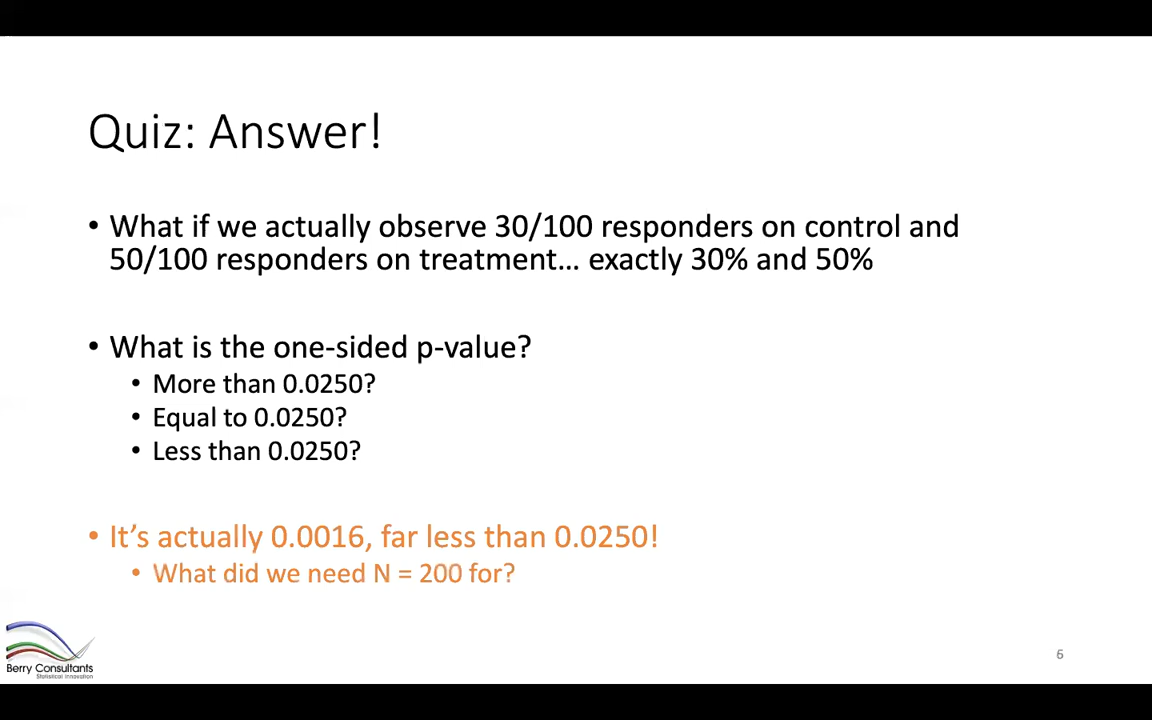 Quiz: Answer!
• What if we actually observe 30/100 responders on control and
50/100 responders on treatment… exactly 30% and 50%
• What is the one-sided p-value?
• More than 0.0250?
• Equal to 0.0250?
• Less than 0.0250?
• It’s actually 0.0016, far less than 0.0250!
• What did we need N = 200 for?
Berry Consultants
Statistical Innovation
5